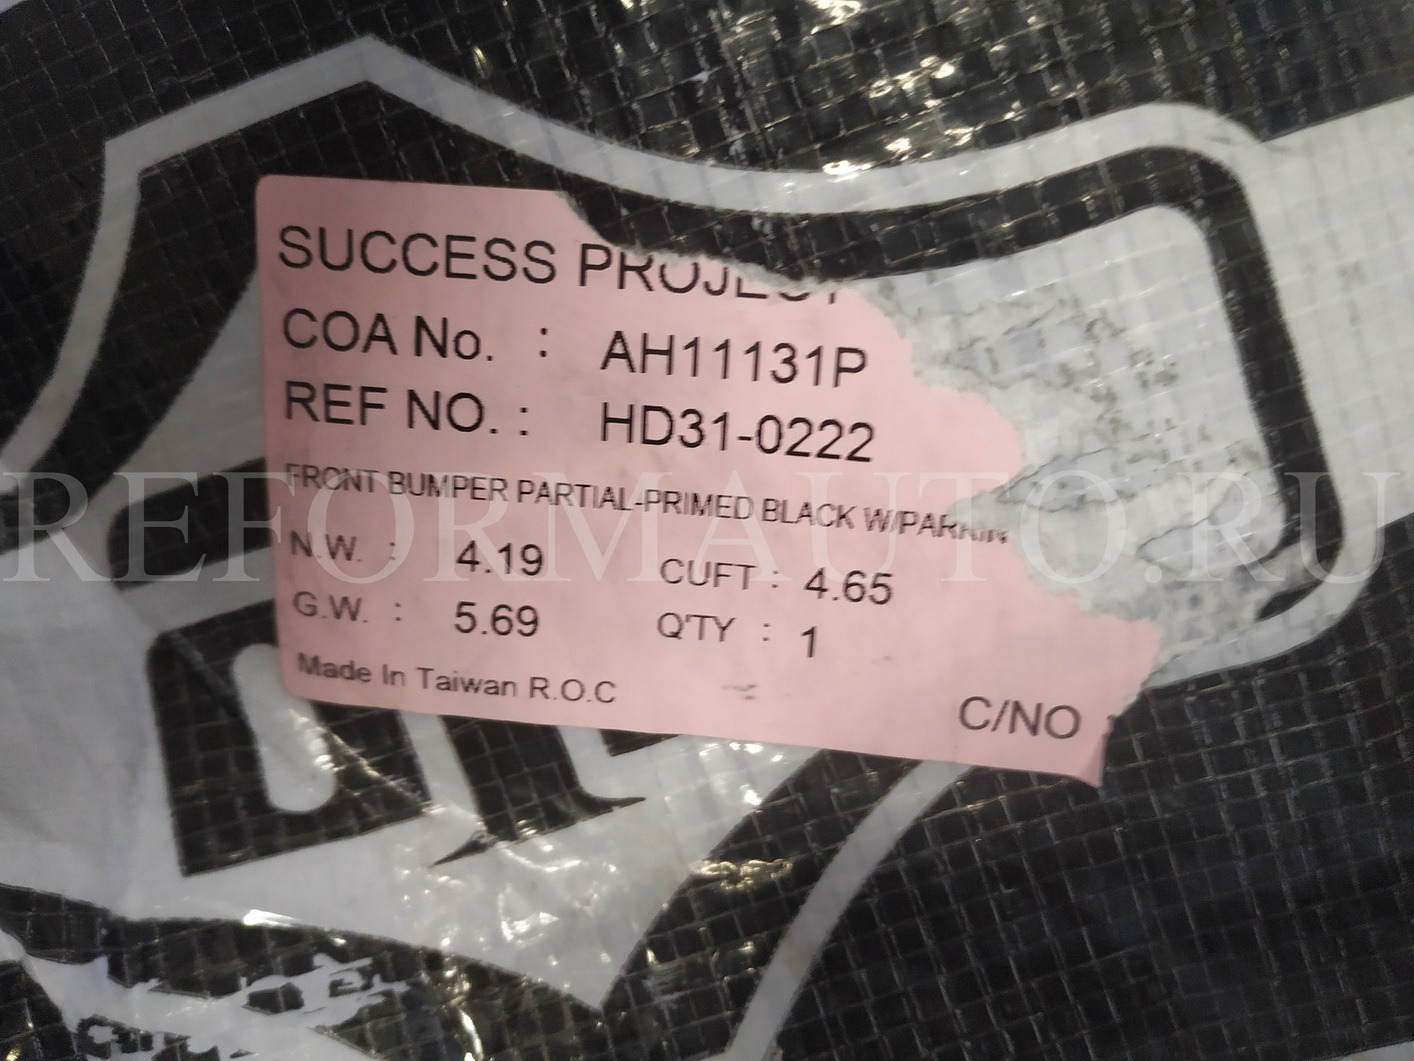 SUCCESS PROJECT
COA No. : AH11131P
REF NO. : HD31-0222
FRONT BUMPER PARTIAL-PRIMED BLACK W/PARKIN
REFORMAUTO.RU
N.W. : 4.19 CUFT : 4.65
G.W. : 5.69 Q'TY : 1
Made In Taiwan R.O.C
C/NO